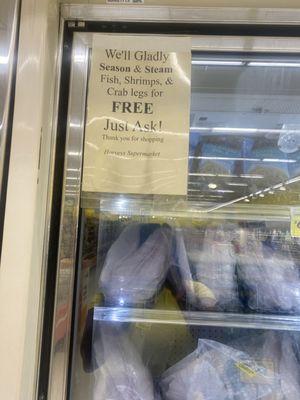 We'll Gladly
Season & Steam
Fish, Shrimps, &
Crab legs for
FREE
Just Ask!
Thank you for shopping
Harveys Supermarket